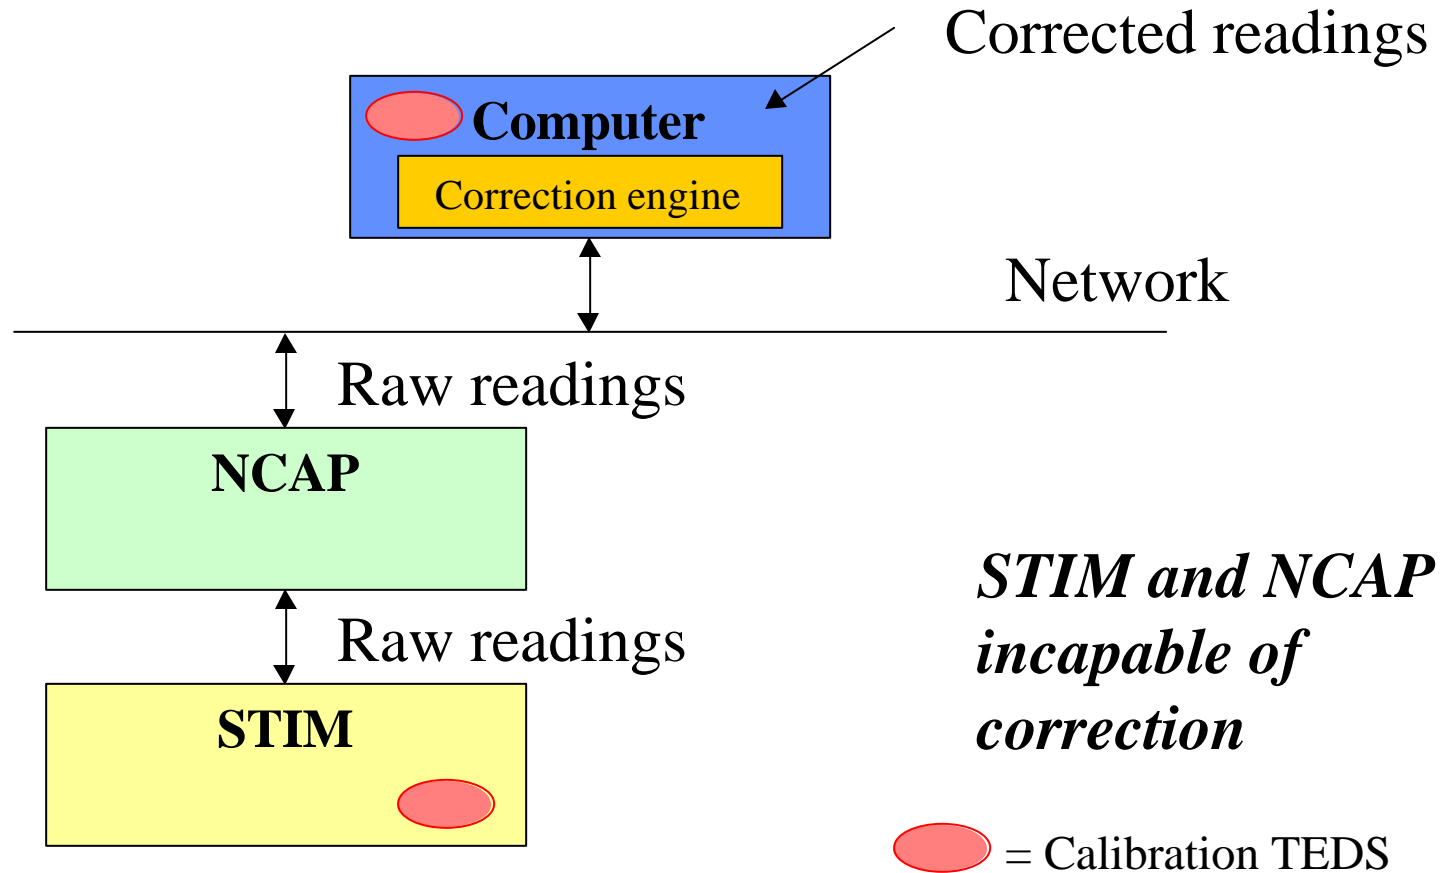 Corrected readings
Computer
Correction engine
Network
Raw readings
NCAP
Raw readings
STIM and NCAP
incapable of
correction
STIM
= Calibration TEDS